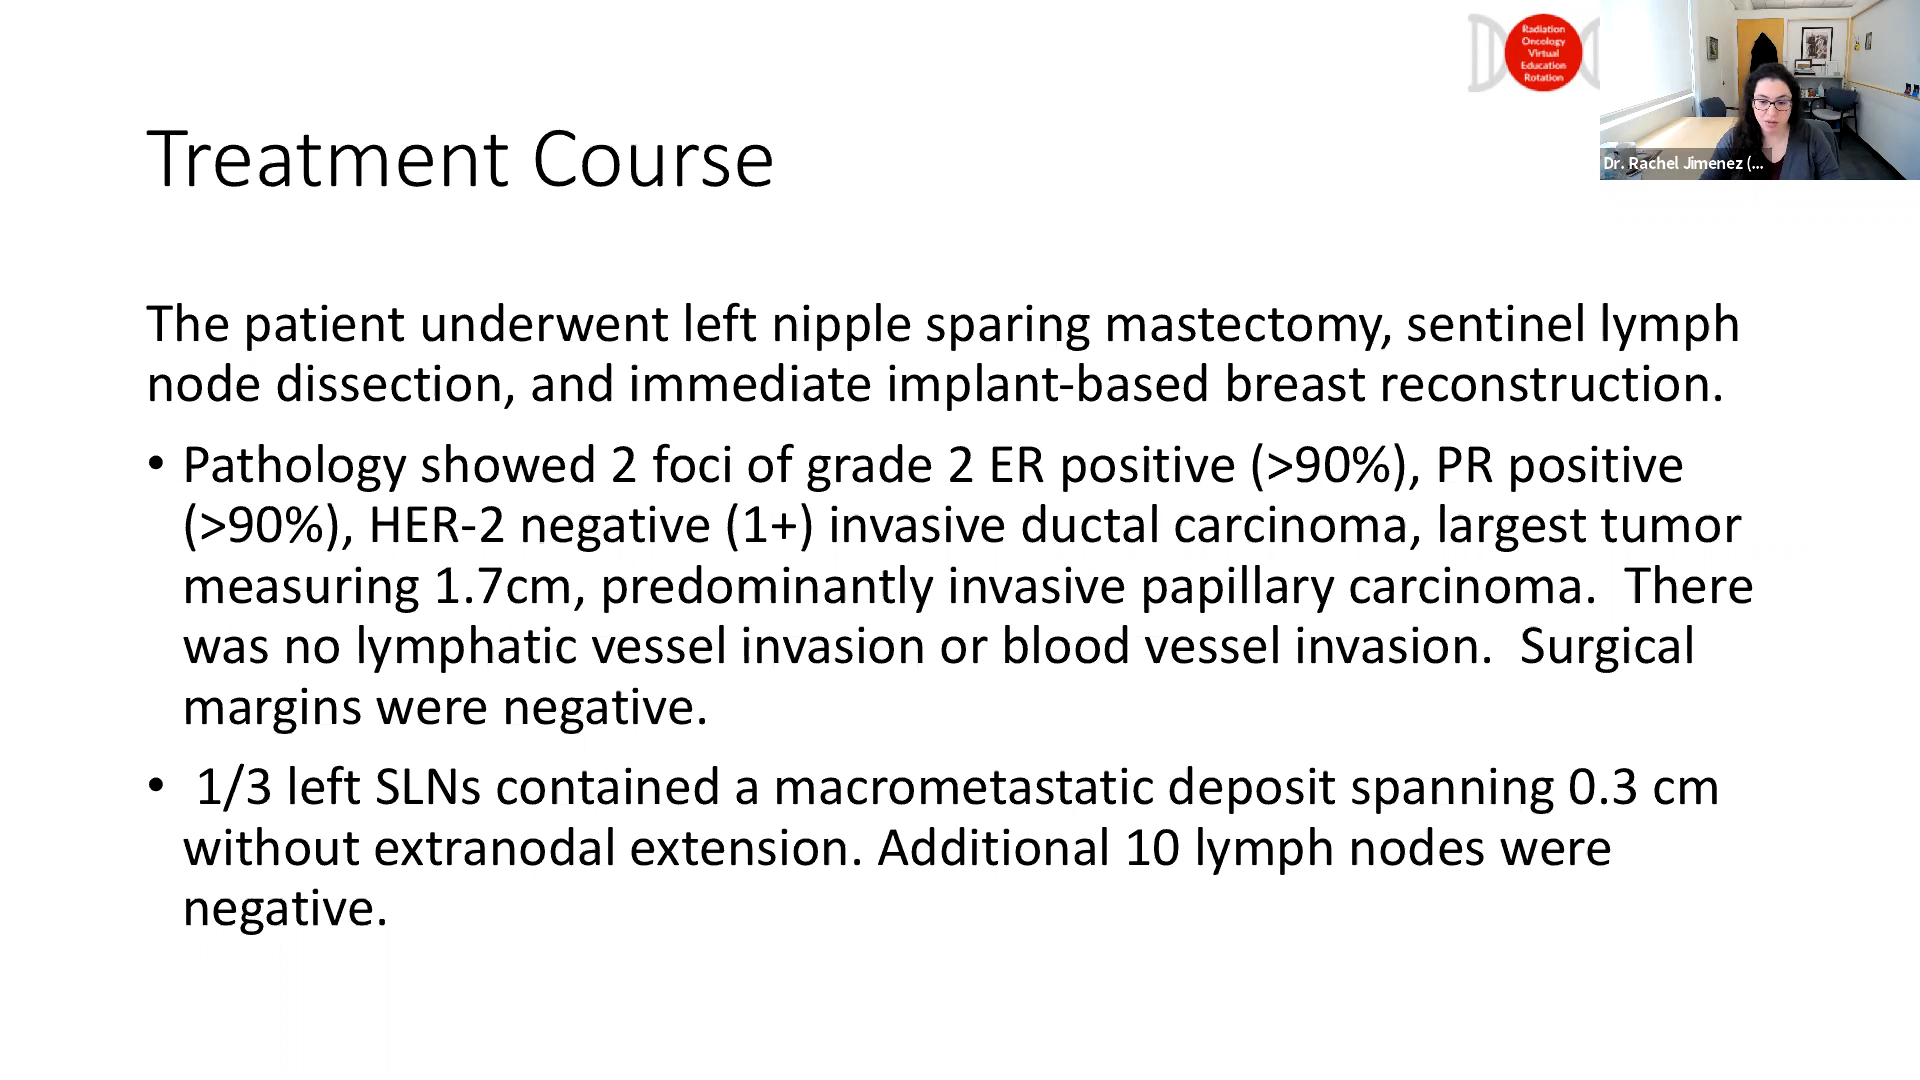 Radiation
Oncology
Virtual
Education
Rotation
Dr. Rachel Jimenez (...
Treatment Course
The patient underwent left nipple sparing mastectomy, sentinel lymph
node dissection, and immediate implant-based breast reconstruction.
• Pathology showed 2 foci of grade 2 ER positive (>90%), PR positive
(>90%), HER-2 negative (1+) invasive ductal carcinoma, largest tumor
measuring 1.7cm, predominantly invasive papillary carcinoma.  There
was no lymphatic vessel invasion or blood vessel invasion.  Surgical
margins were negative.
• 1/3 left SLNs contained a macrometastatic deposit spanning 0.3 cm
without extranodal extension. Additional 10 lymph nodes were
negative.